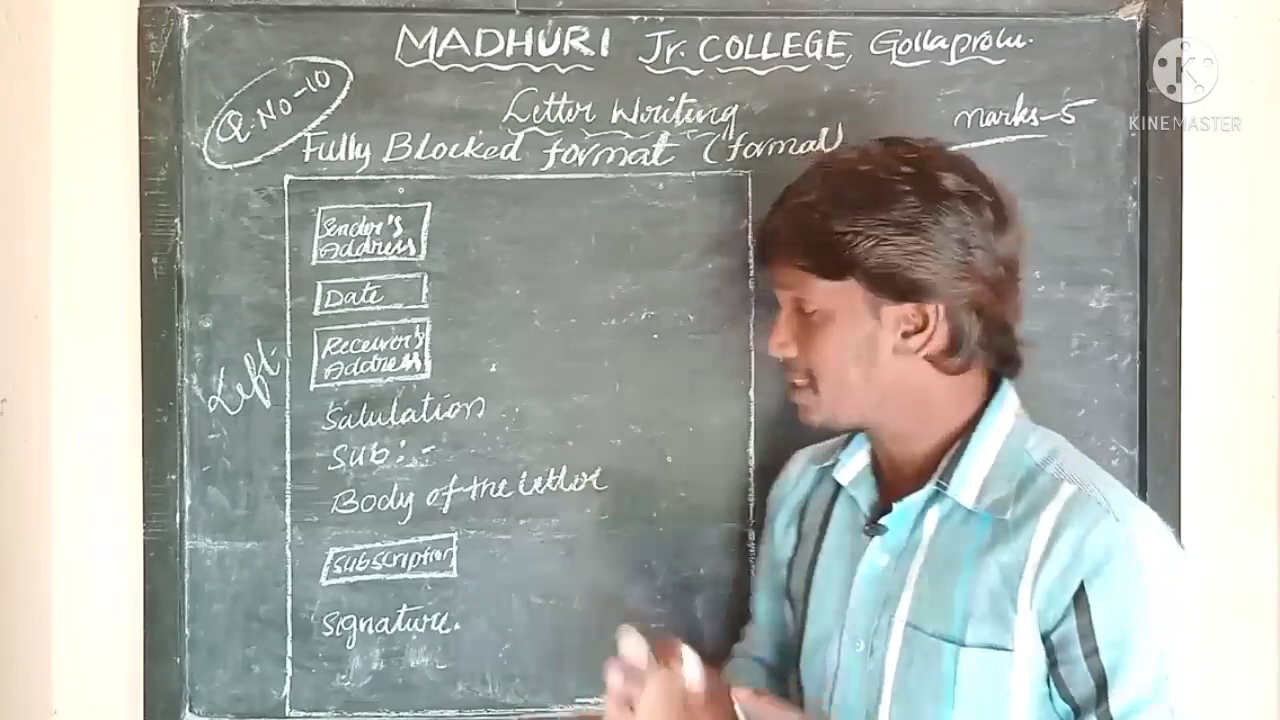 MADHURI Jr. COLLEGE, Gollaprolu.
Q.No-10
Letter Writing
Marks-5
Fully Blocked format (formal)
Sender's
Address
Date
Receiver's
Address
Left
Salulation
Sub:-
Body of the letter
Subscription
Signature.
KINEMASTER